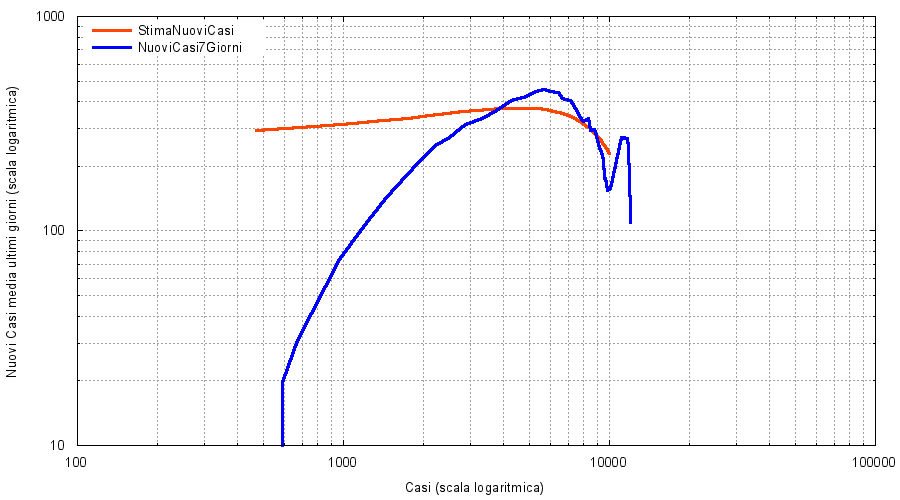 1000
StimaNuoviCasi
NuoviCasi7Giorni
Nuovi Casi media ultimi giorni (scala logaritmica)
100
10
100
1000
10000
100000
Casi (scala logaritmica)